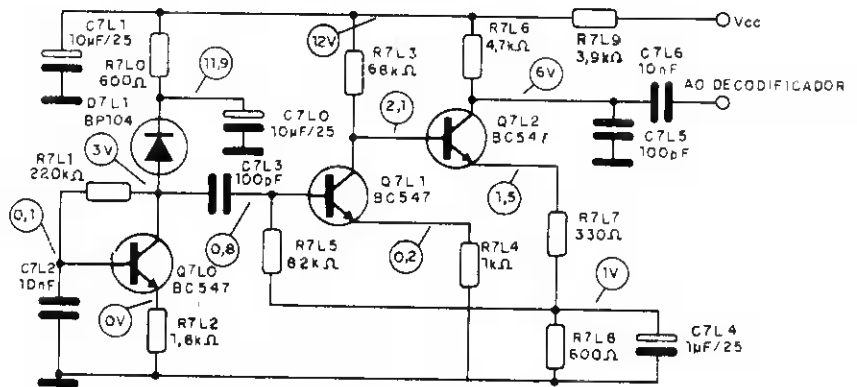 C7L1
10µF/25
R7L0
600Ω
D7L1
BP104
11,9
12V
R7L3
68kΩ
R7L6
4,7kΩ
R7L9
3,9kΩ
Vcc
6V
C7L6
10nF
AO DECODIFICADOR
C7L0
10µF/25
2,1
Q7L2
C7L5
100pF
R7L1
220kΩ
3V
C7L3
100pF
Q7L1
BC547
1,5
0,1
0,8
R7L5
82kΩ
0,2
R7L4
1kΩ
R7L7
330Ω
C7L2
10nF
Q7L0
BC547
0V
R7L2
1,8kΩ
1V
R7L8
600Ω
C7L4
1µF/25